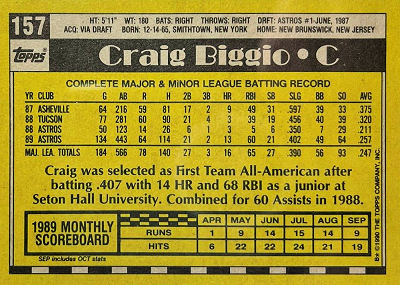 157
HT: 5'11" WT: 180 BATS: RIGHT THROWS: RIGHT DRFT: ASTROS #1-JUNE, 1987
ACQ: VIA DRAFT BORN: 12-14-65, SMITHTOWN, NEW YORK HOME: NEW BRUNSWICK, NEW JERSEY
Topps Craig Biggio • C
COMPLETE MAJOR & MINOR LEAGUE BATTING RECORD
YR CLUB G AB R H 2B 3B HR RBI SB SLG BB SO AVG
87 ASHEVILLE 64 216 59 81 17 2 9 49 31 .597 39 33 .375
88 TUCSON 77 281 60 90 21 4 3 41 19 .456 40 39 .320
88 ASTROS 50 123 14 26 6 1 3 5 6 .350 7 29 .211
89 ASTROS 134 443 64 114 21 2 13 60 21 .402 49 64 .257
MAJ. LEA. TOTALS 184 566 78 140 27 3 16 65 27 .390 56 93 .247
Craig was selected as First Team All-American after
batting .407 with 14 HR and 68 RBI as a junior at
Seton Hall University. Combined for 60 Assists in 1988.
1989 MONTHLY
SCOREBOARD
APR MAY JUN JUL AUG SEP
RUNS 1 9 14 14 9
HITS 6 22 22 24 21 19
SEP includes OCT stats
©1990 THE TOPPS COMPANY, INC.